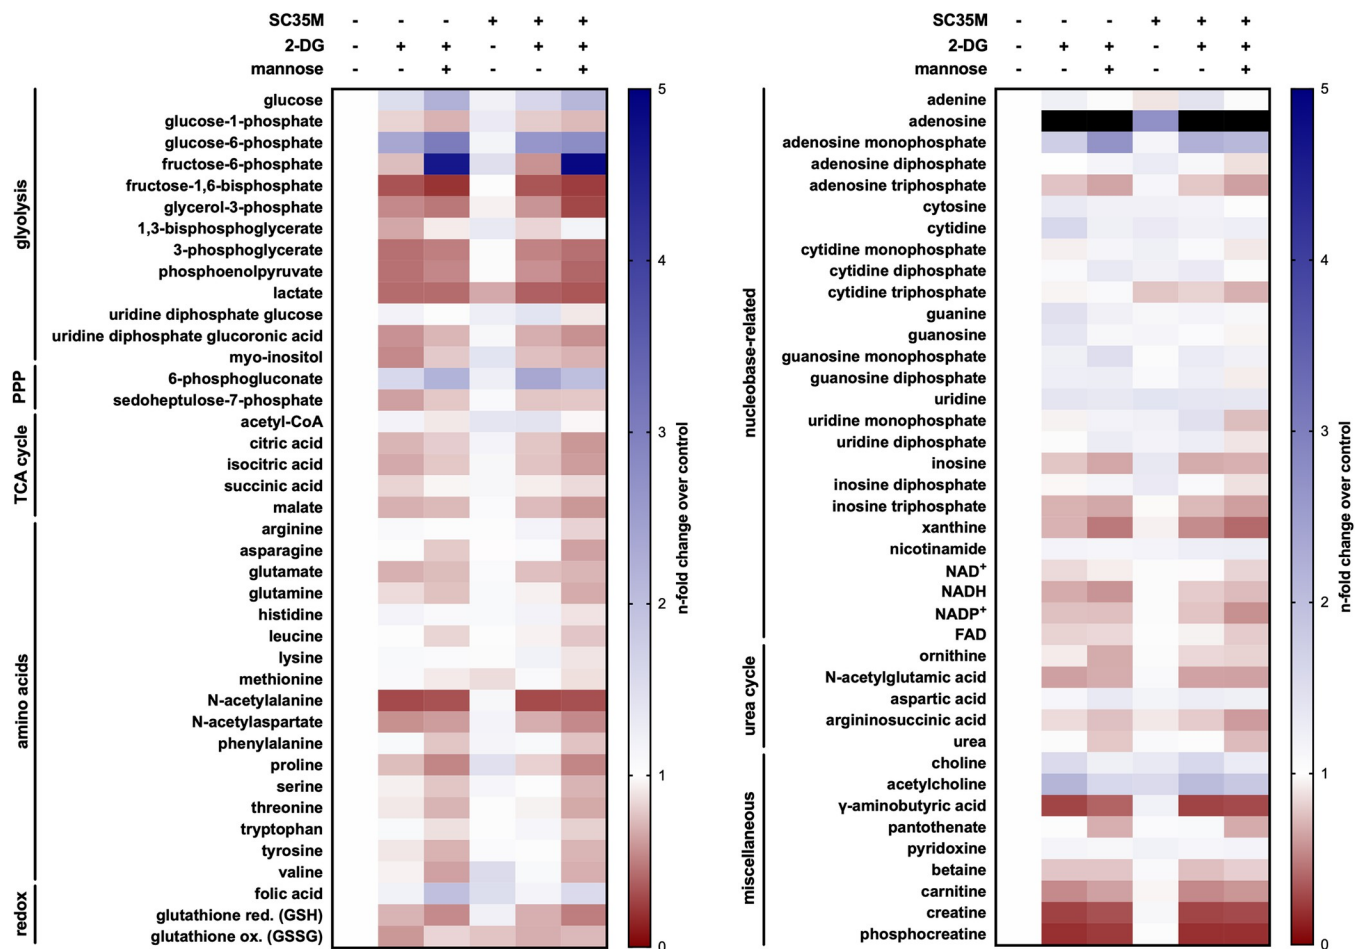 SC35M - - - + + +
2-DG - + + - + +
mannose - - + - - +
glyolysis
glucose
glucose-1-phosphate
glucose-6-phosphate
fructose-6-phosphate
fructose-1,6-bisphosphate
glycerol-3-phosphate
1,3-bisphosphoglycerate
3-phosphoglycerate
phosphoenolpyruvate
lactate
uridine diphosphate glucose
uridine diphosphate glucoronic acid
myo-inositol
PPP
6-phosphogluconate
sedoheptulose-7-phosphate
TCA cycle
acetyl-CoA
citric acid
isocitric acid
succinic acid
malate
amino acids
arginine
asparagine
glutamate
glutamine
histidine
leucine
lysine
methionine
N-acetylalanine
N-acetylaspartate
phenylalanine
proline
serine
threonine
tryptophan
tyrosine
valine
redox
folic acid
glutathione red. (GSH)
glutathione ox. (GSSG)
5
4
3
2
1
0
n-fold change over control
SC35M - - - + + +
2-DG - + + - + +
mannose - - + - - +
nucleobase-related
adenine
adenosine
adenosine monophosphate
adenosine diphosphate
adenosine triphosphate
cytosine
cytidine
cytidine monophosphate
cytidine diphosphate
cytidine triphosphate
guanine
guanosine
guanosine monophosphate
guanosine diphosphate
uridine
uridine monophosphate
uridine diphosphate
inosine
inosine diphosphate
inosine triphosphate
xanthine
nicotinamide
NAD+
NADH
NADP+
FAD
urea cycle
ornithine
N-acetylglutamic acid
aspartic acid
argininosuccinic acid
urea
miscellaneous
choline
acetylcholine
γ-aminobutyric acid
pantothenate
pyridoxine
betaine
carnitine
creatine
phosphocreatine
5
4
3
2
1
0
n-fold change over control